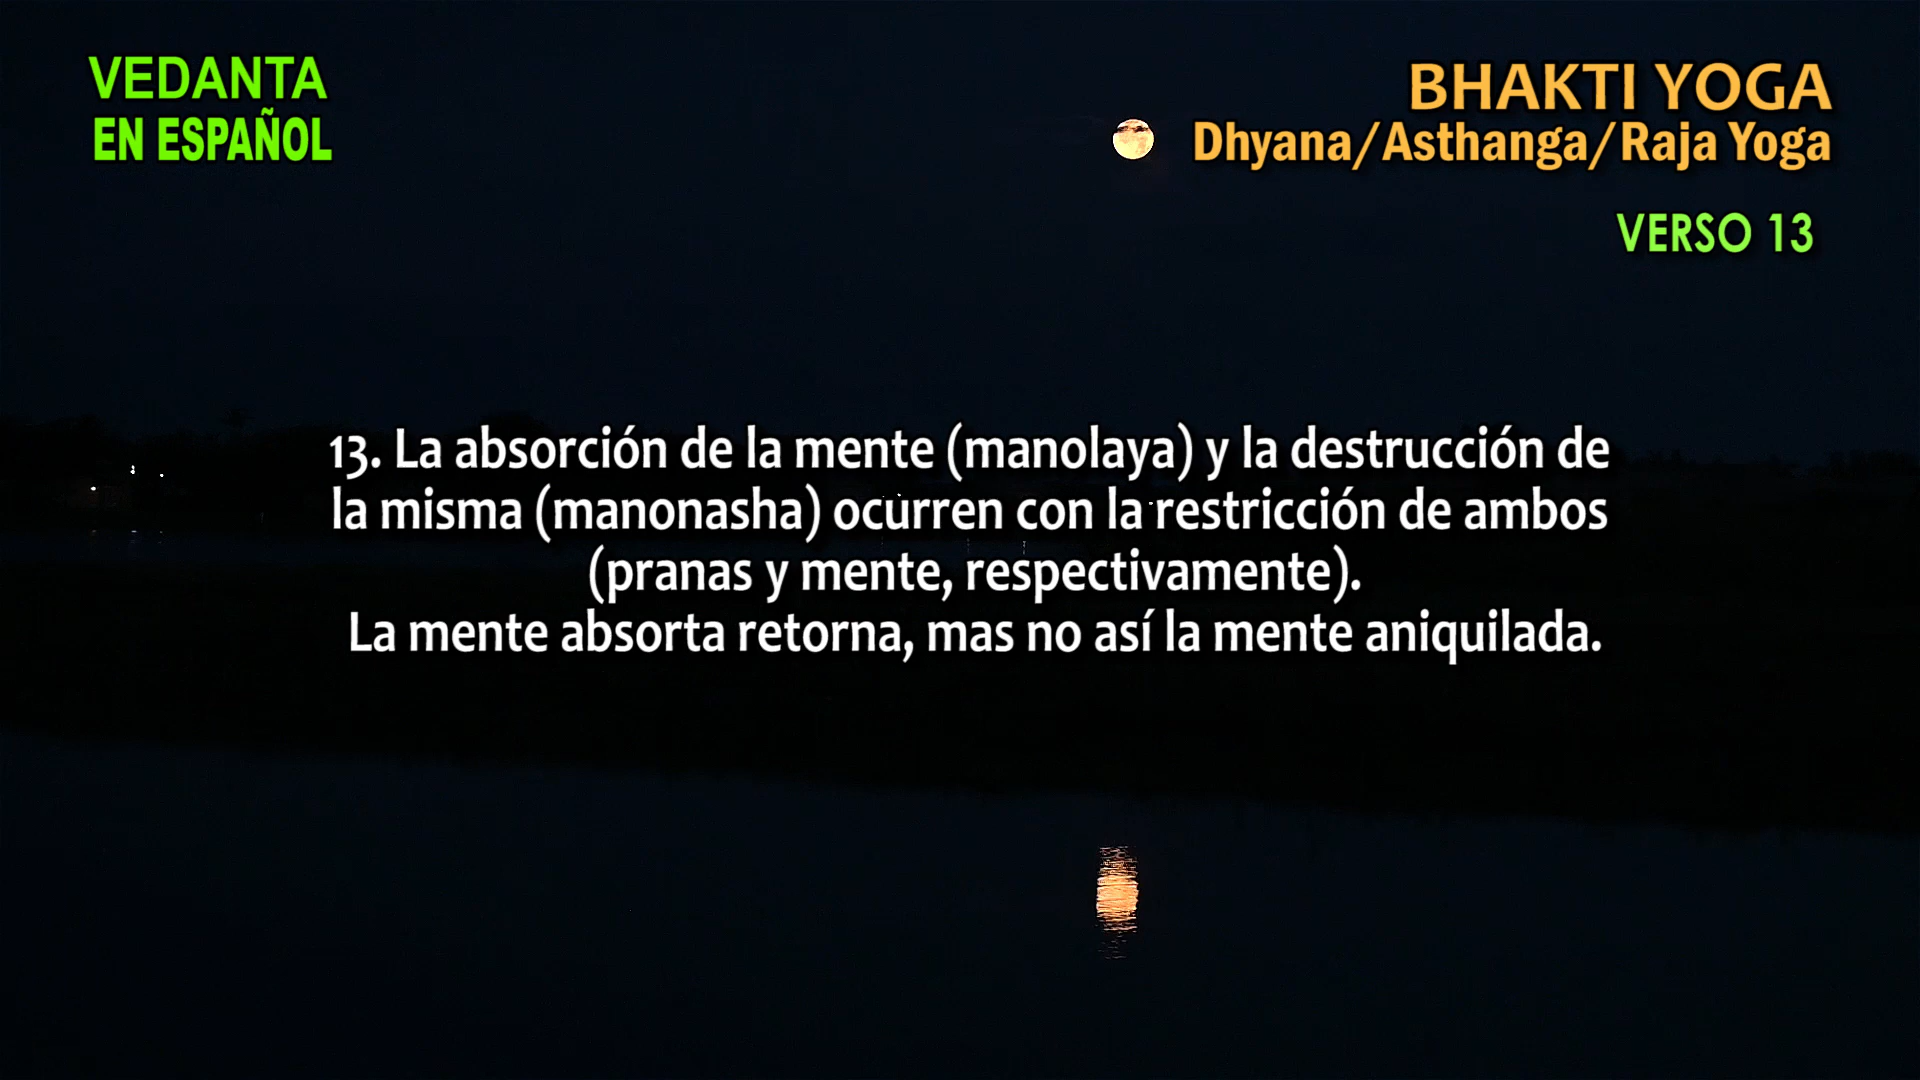 VEDANTA
EN ESPAÑOL
BHAKTI YOGA
Dhyana/Asthanga/Raja Yoga
VERSO 13
13. La absorción de la mente (manolaya) y la destrucción de
la misma (manonasha) ocurren con la restricción de ambos
(pranas y mente, respectivamente).
La mente absorta retorna, mas no así la mente aniquilada.